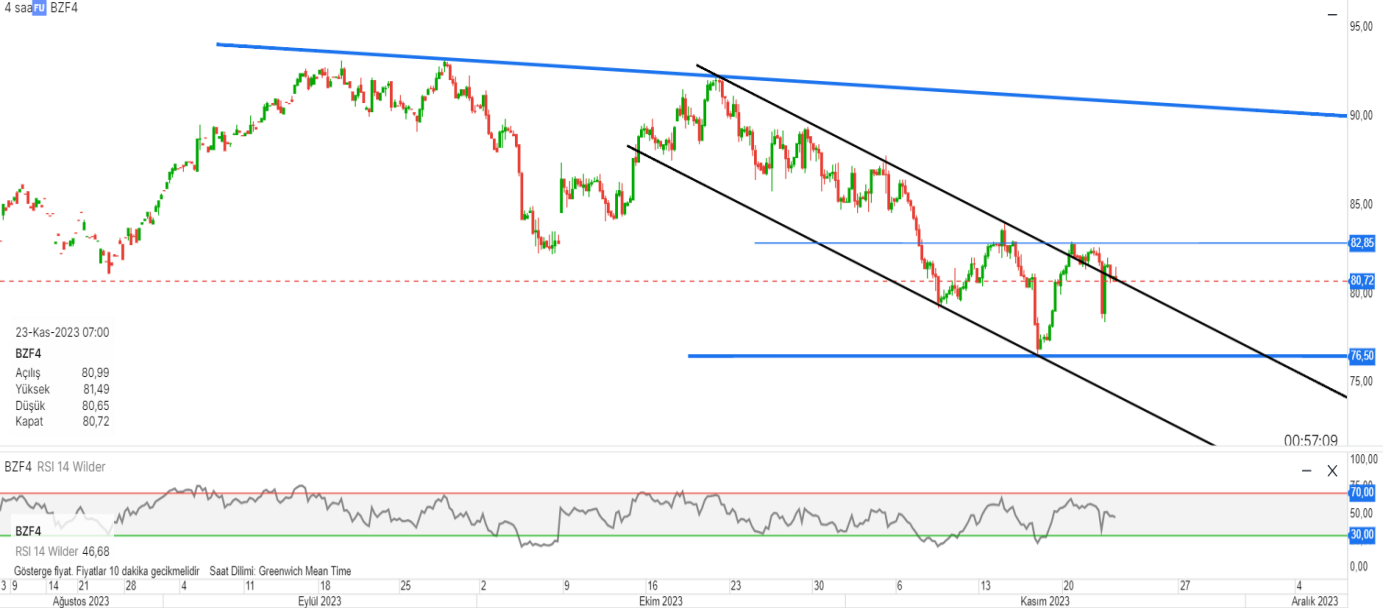 4 saa FU BZF4
95,00
90,00
85,00
82,85
80,72
80,00
76,50
75,00
23-Kas-2023 07:00
BZF4
Açılış 80,99
Yüksek 81,49
Düşük 80,65
Kapat 80,72
00:57:09
BZF4 RSI 14 Wilder
100,00
75,00
70,00
50,00
30,00
0,00
BZF4
RSI 14 Wilder 46,68
Gösterge fiyat. Fiyatlar 10 dakika gecikmelidir Saat Dilimi: Greenwich Mean Time
3 9 14 21 28 4 11 18 25 2 9 16 23 30 6 13 20 27 4
Ağustos 2023 Eylül 2023 Ekim 2023 Kasım 2023 Aralık 2023